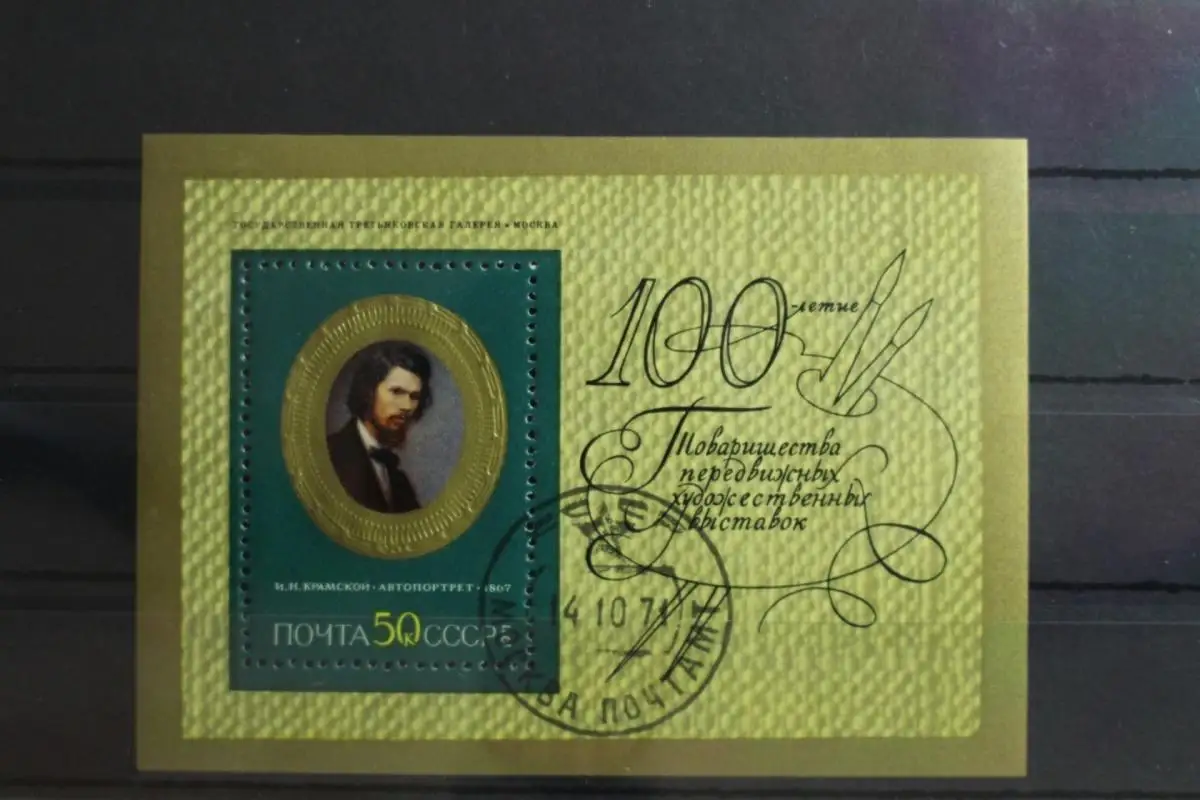 ГОСУДАРСТВЕННАЯ ТРЕТЬЯКОВСКАЯ ГАЛЕРЕЯ • МОСКВА
100-летие
Товарищества
передвижных
художественных
выставок
И.Н. КРАМСКОЙ • АВТОПОРТРЕТ • 1867
ПОЧТА 50К СССР
14 10 71
МОСКВА ПОЧТАМТ